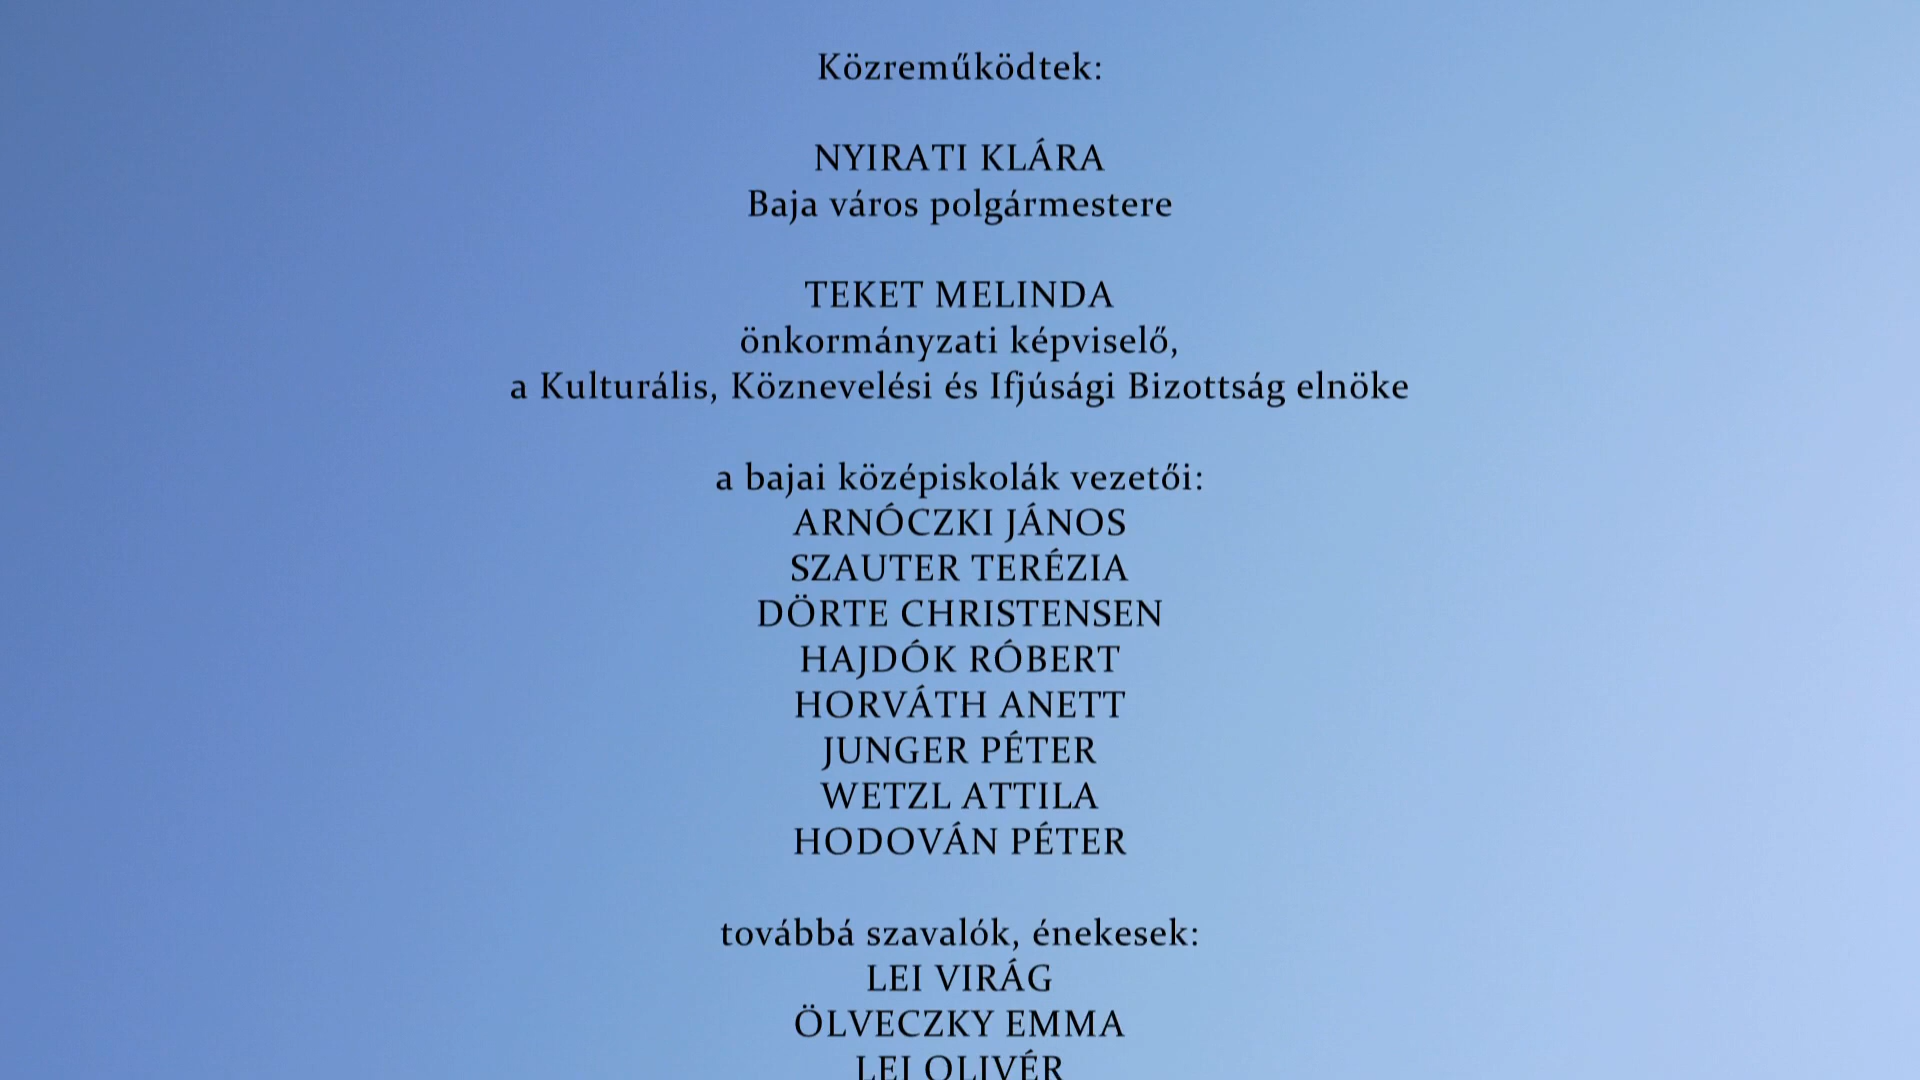 Közreműködtek:
NYIRATI KLÁRA
Baja város polgármestere
TEKET MELINDA
önkormányzati képviselő,
a Kulturális, Köznevelési és Ifjúsági Bizottság elnöke
a bajai középiskolák vezetői:
ARNÓCZKI JÁNOS
SZAUTER TERÉZIA
DÖRTE CHRISTENSEN
HAJDÓK RÓBERT
HORVÁTH ANETT
JUNGER PÉTER
WETZL ATTILA
HODOVÁN PÉTER
továbbá szavalók, énekesek:
LEI VIRÁG
ÖLVECZKY EMMA
LEI OLIVÉR